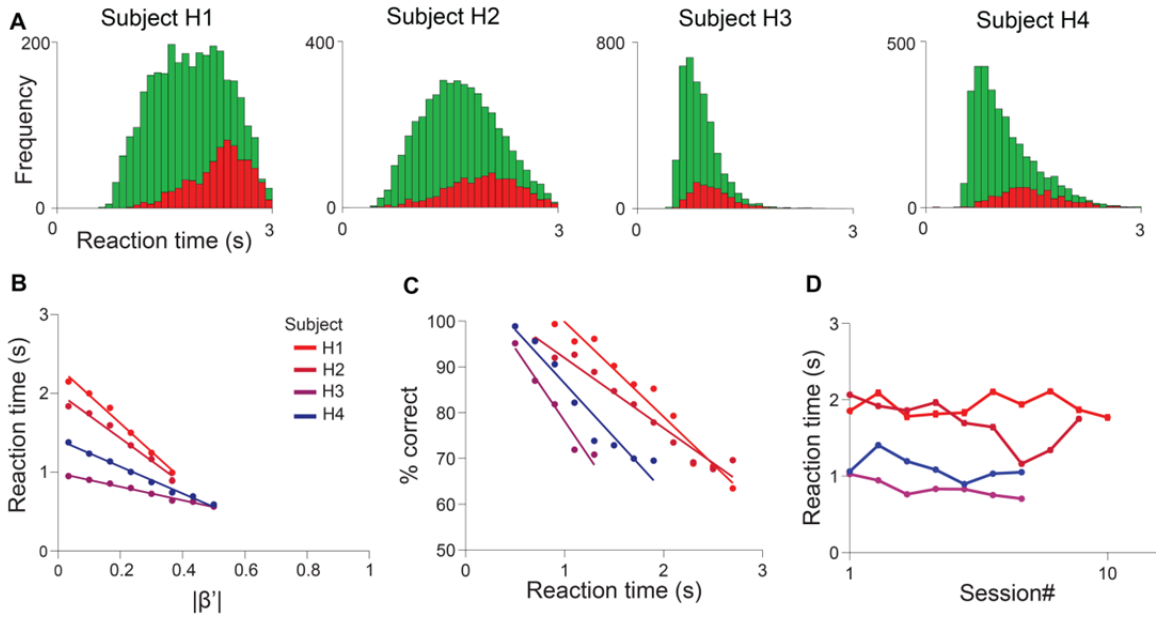 A
Subject H1
Subject H2
Subject H3
Subject H4
200
400
800
500
Frequency
0
0
0
0
0
3
0
3
0
3
0
3
Reaction time (s)
B
C
D
3
2
1
0
Reaction time (s)
Subject
H1
H2
H3
H4
0
0.2
0.4
0.6
0.8
1
|β'|
100
90
80
70
60
50
% correct
0
1
2
3
Reaction time (s)
3
2
1
0
Reaction time (s)
1
10
Session#